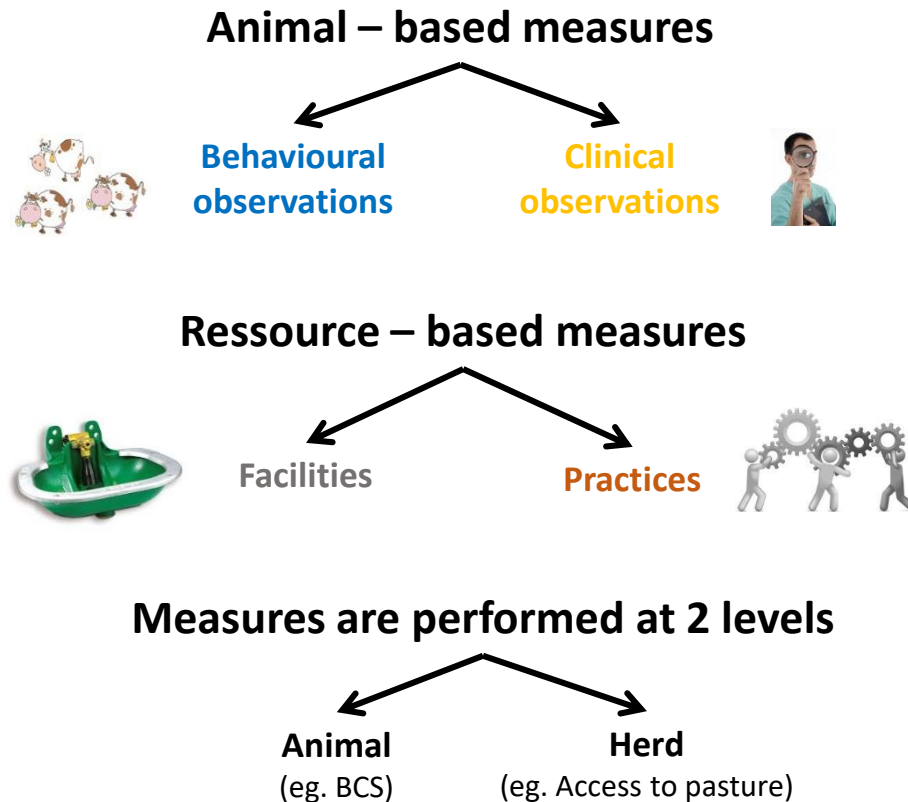 Animal – based measures
Behavioural
observations
Clinical
observations
Ressource – based measures
Facilities
Practices
Measures are performed at 2 levels
Animal
(eg. BCS)
Herd
(eg. Access to pasture)